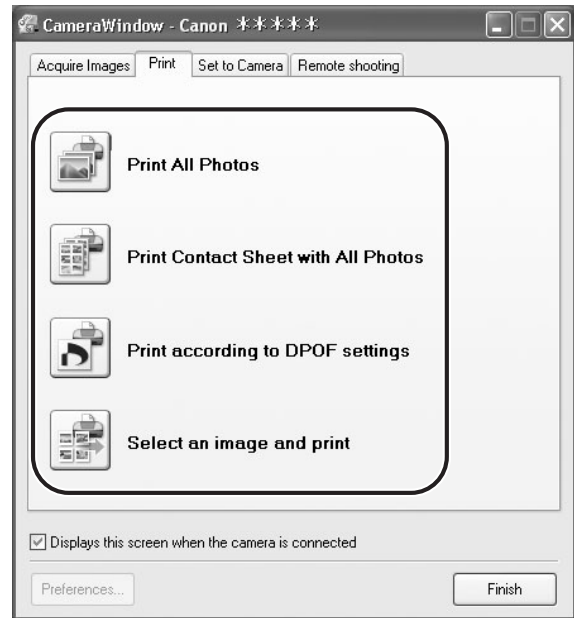 CameraWindow - Canon *****
Acquire Images Print Set to Camera Remote shooting
Print All Photos
Print Contact Sheet with All Photos
Print according to DPOF settings
Select an image and print
Displays this screen when the camera is connected
Preferences... Finish